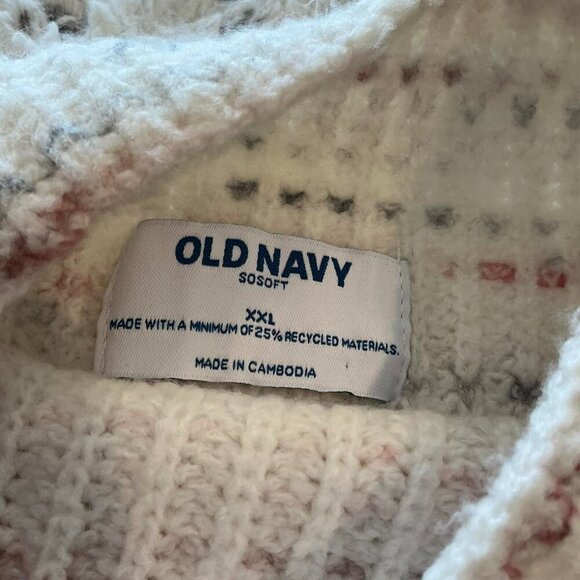 OLD NAVY
SOSOFT
XXL
MADE WITH A MINIMUM OF 25% RECYCLED MATERIALS.
MADE IN CAMBODIA